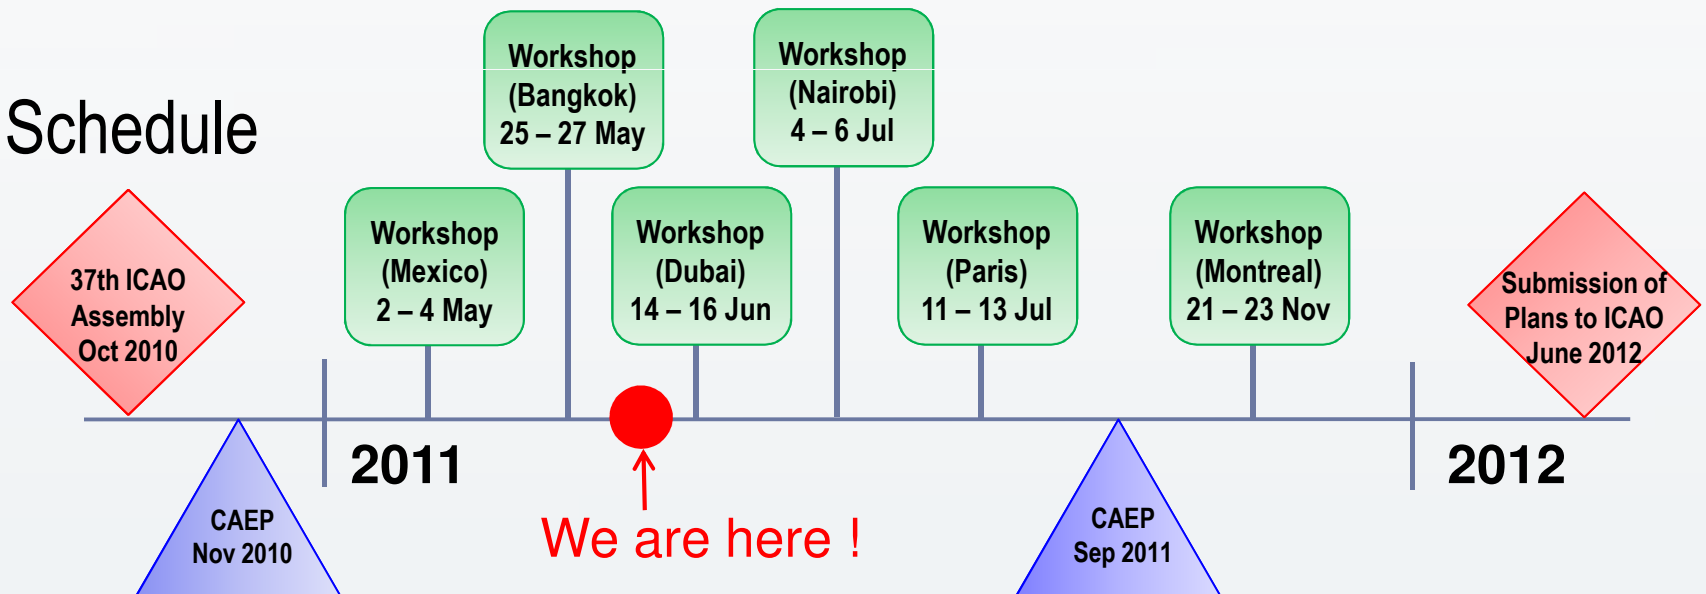 Schedule
37th ICAO
Assembly
Oct 2010
CAEP
Nov 2010
2011
Workshop
(Mexico)
2 – 4 May
Workshop
(Bangkok)
25 – 27 May
We are here !
Workshop
(Dubai)
14 – 16 Jun
Workshop
(Nairobi)
4 – 6 Jul
Workshop
(Paris)
11 – 13 Jul
CAEP
Sep 2011
Workshop
(Montreal)
21 – 23 Nov
2012
Submission of
Plans to ICAO
June 2012